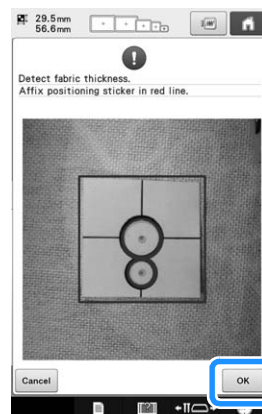 29.5mm
56.6mm
Detect fabric thickness.
Affix positioning sticker in red line.
Cancel
OK